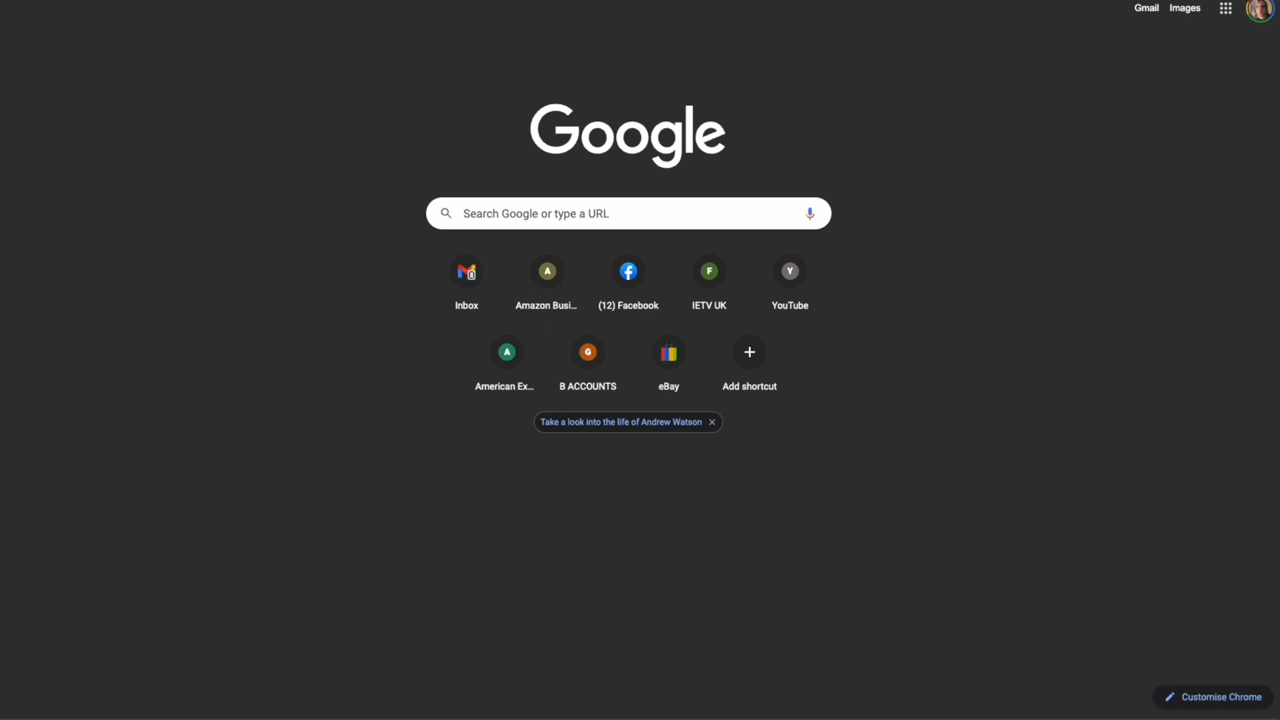 Gmail Images
Google
Search Google or type a URL
Inbox
A
Amazon Busi...
(12) Facebook
F
IETV UK
Y
YouTube
A
American Ex...
G
B ACCOUNTS
eBay
Add shortcut
Take a look into the life of Andrew Watson
Customise Chrome